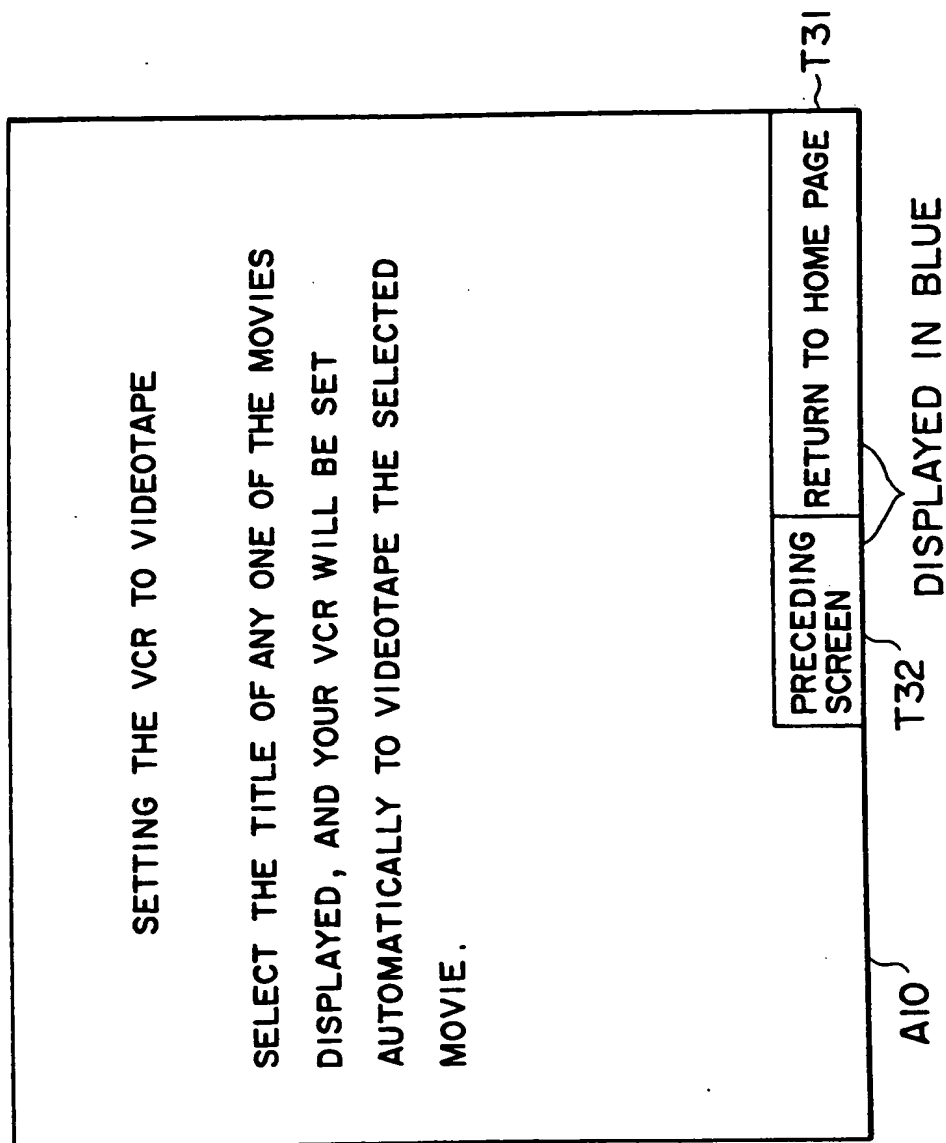 SETTING THE VCR TO VIDEOTAPE
SELECT THE TITLE OF ANY ONE OF THE MOVIES
DISPLAYED, AND YOUR VCR WILL BE SET
AUTOMATICALLY TO VIDEOTAPE THE SELECTED
MOVIE.
PRECEDING
SCREEN
RETURN TO HOME PAGE
T31
A10
T32
DISPLAYED IN BLUE